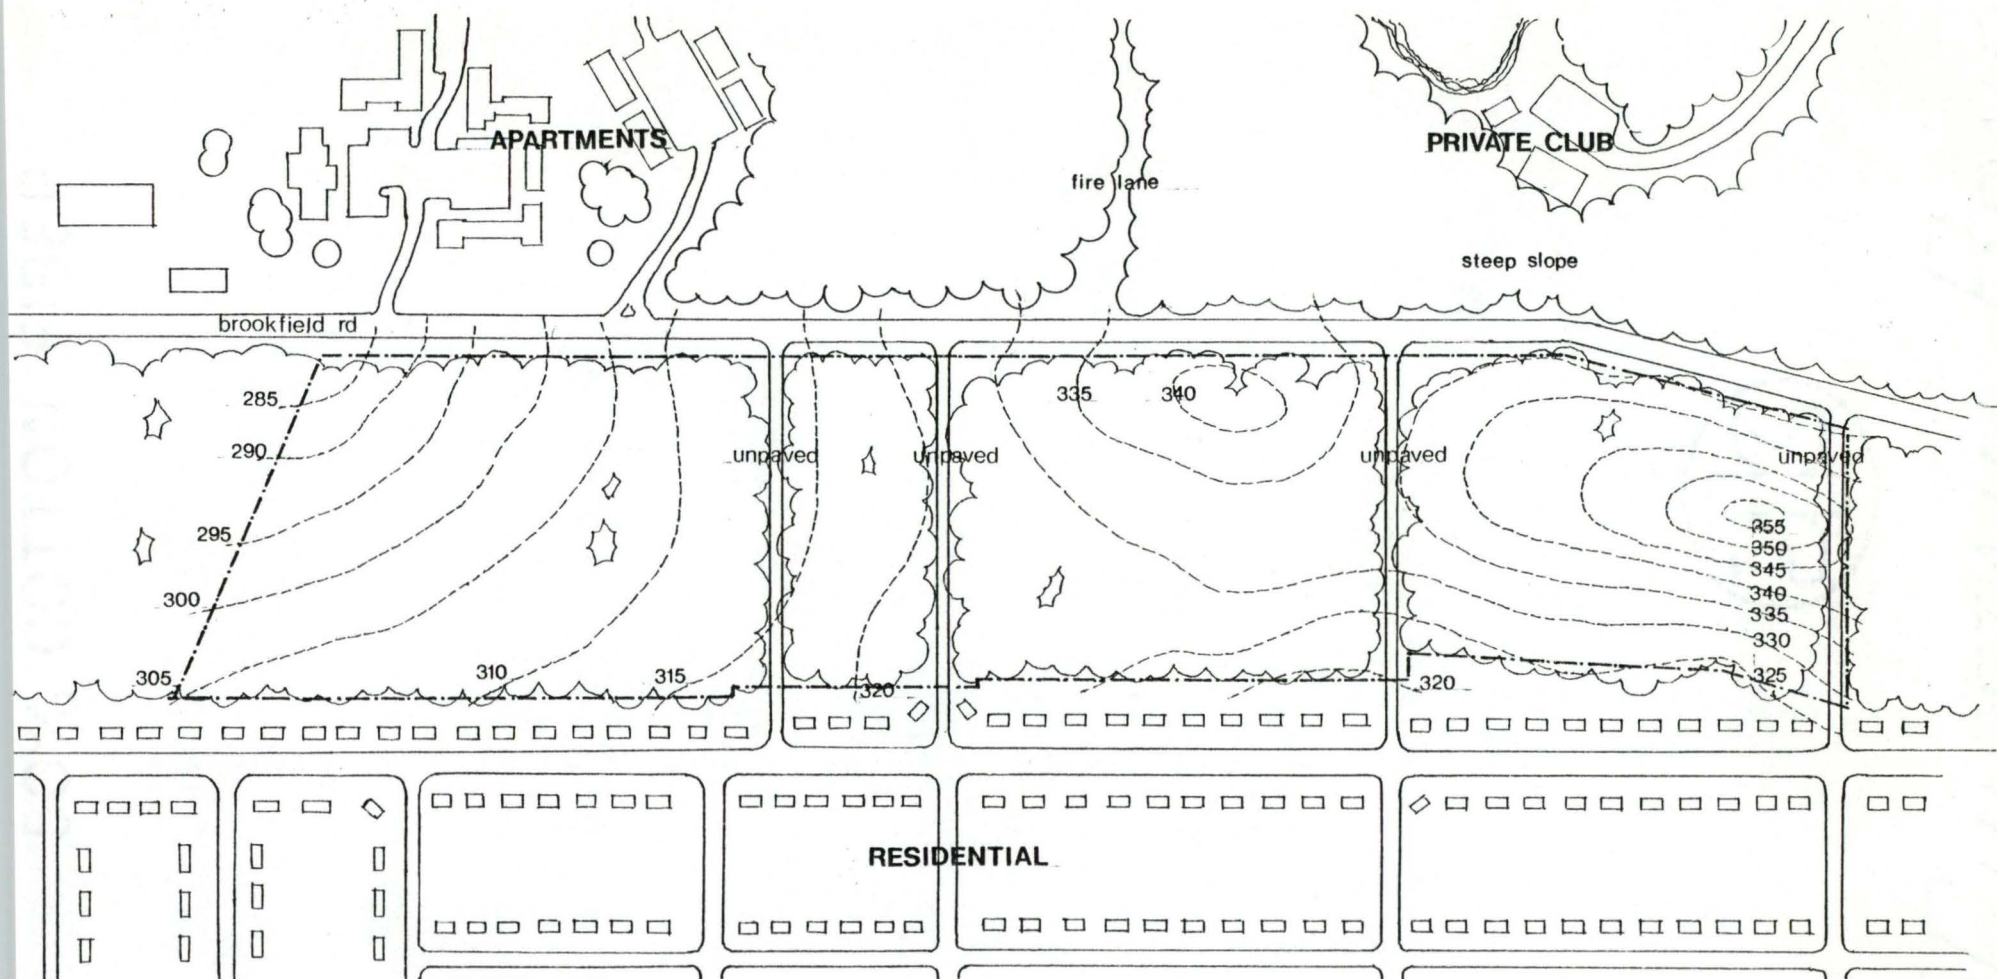 APARTMENTS
PRIVATE CLUB
fire lane
steep slope
brookfield rd
285
335
340
290
unpaved
unpaved
unpaved
unpaved
295
355
350
345
300
340
335
330
305
310
315
320
320
325
RESIDENTIAL